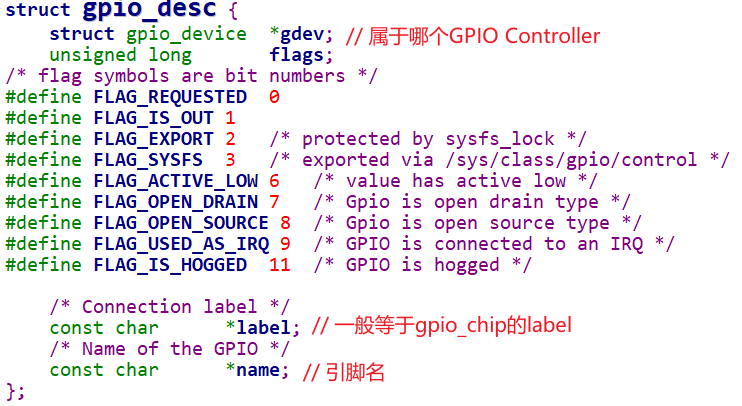 struct gpio_desc {
struct gpio_device *gdev; // 属于哪个GPIO Controller
unsigned long flags;
/* flag symbols are bit numbers */
#define FLAG_REQUESTED 0
#define FLAG_IS_OUT 1
#define FLAG_EXPORT 2 /* protected by sysfs_lock */
#define FLAG_SYSFS 3 /* exported via /sys/class/gpio/control */
#define FLAG_ACTIVE_LOW 6 /* value has active low */
#define FLAG_OPEN_DRAIN 7 /* Gpio is open drain type */
#define FLAG_OPEN_SOURCE 8 /* Gpio is open source type */
#define FLAG_USED_AS_IRQ 9 /* GPIO is connected to an IRQ */
#define FLAG_IS_HOGGED 11 /* GPIO is hogged */
/* Connection label */
const char *label; // 一般等于gpio_chip的label
/* Name of the GPIO */
const char *name; // 引脚名
};